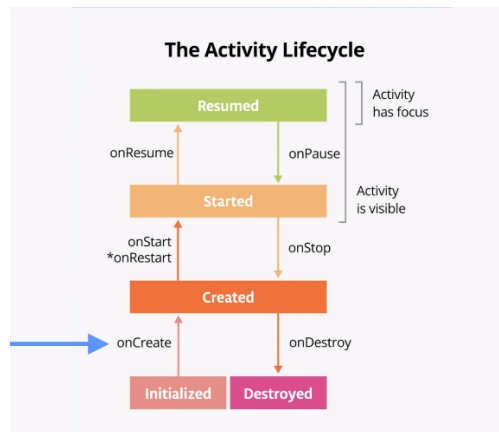 The Activity Lifecycle
Resumed
Activity
has focus
onResume
onPause
Activity
is visible
Started
onStart
*onRestart
onStop
Created
onCreate
onDestroy
Initialized
Destroyed